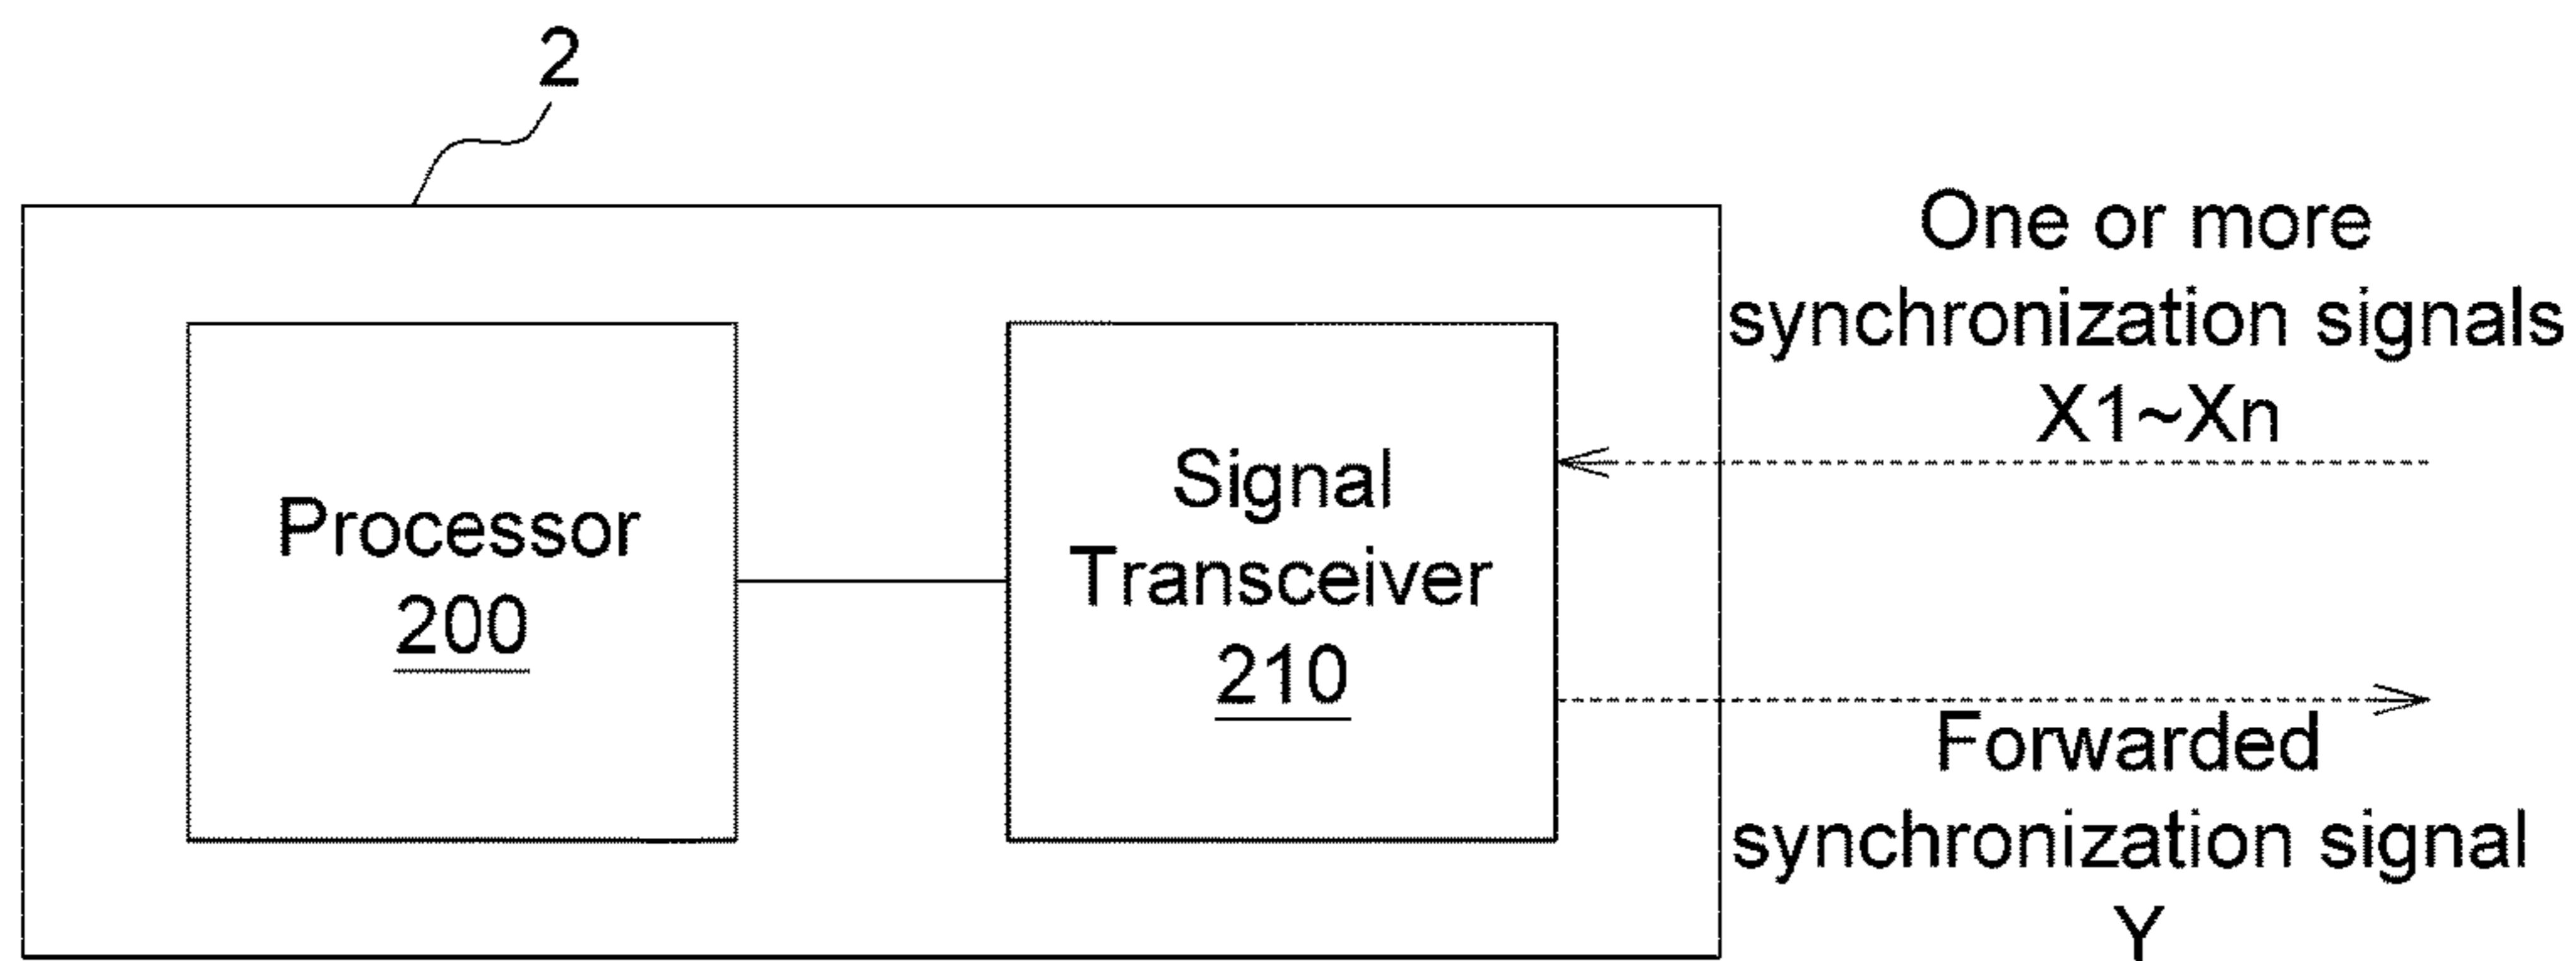 2
One or more
synchronization signals
X1~Xn
Processor
200
Signal
Transceiver
210
Forwarded
synchronization signal
Y